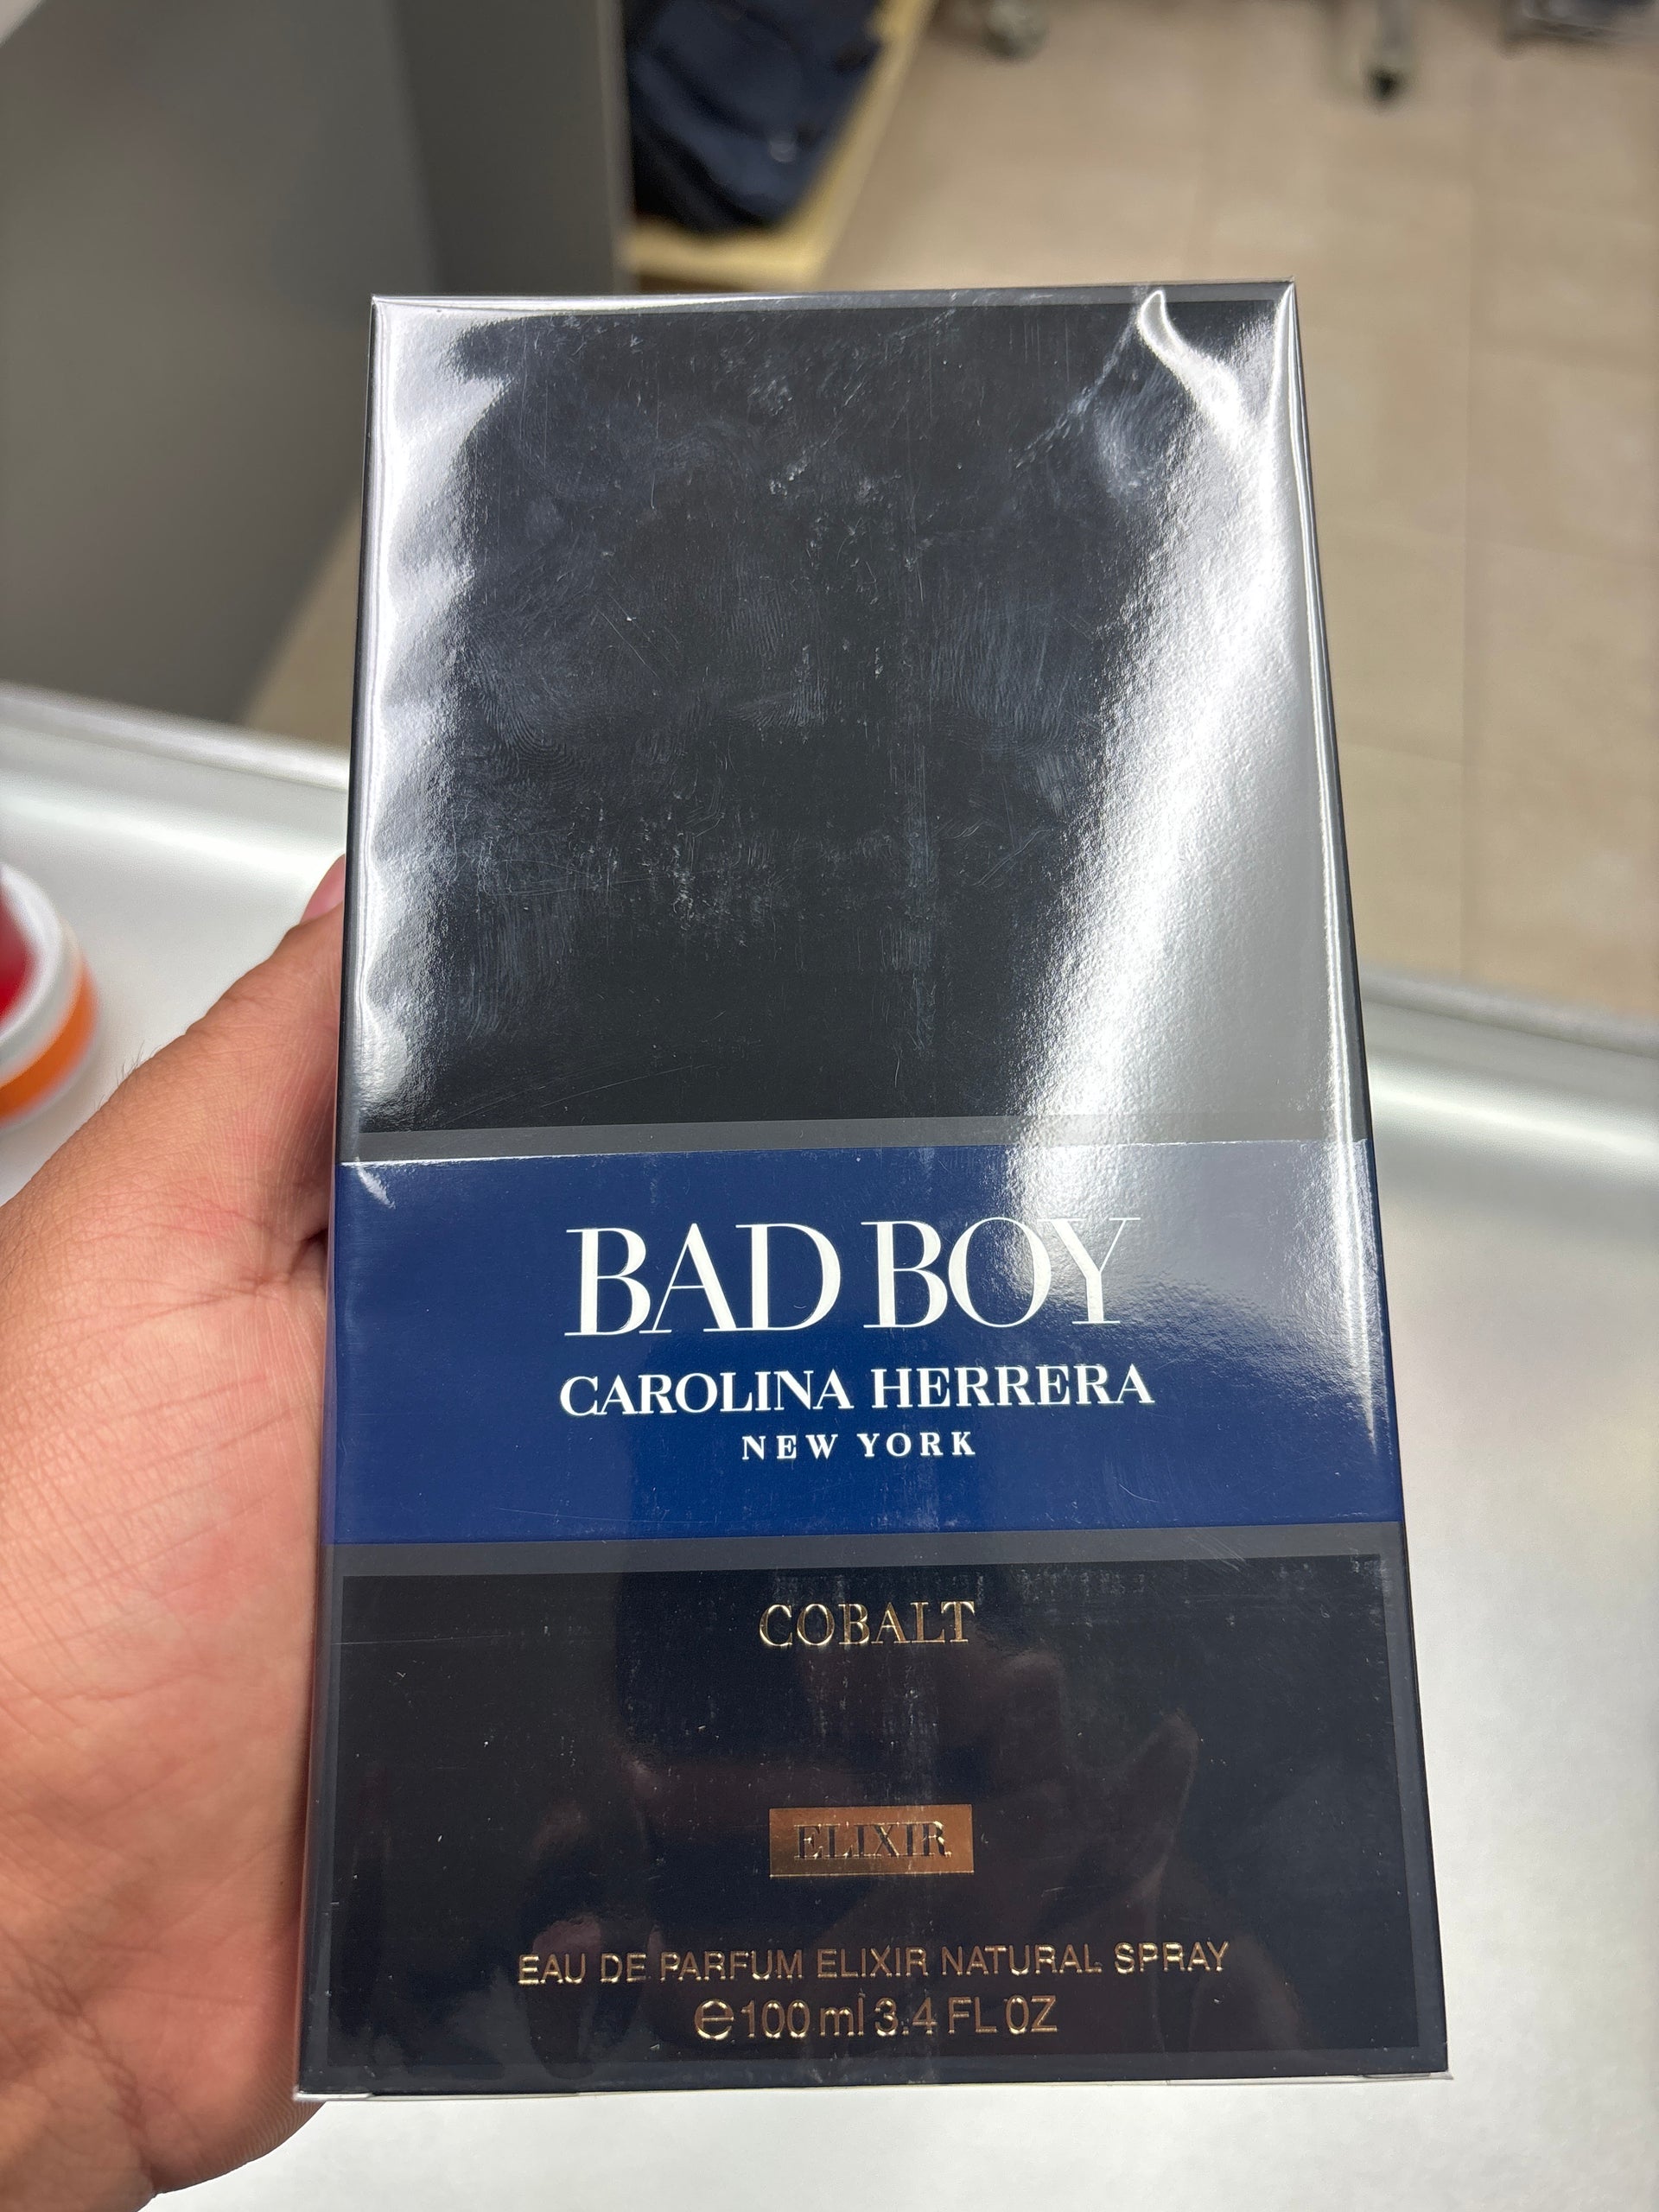 BAD BOY
CAROLINA HERRERA
NEW YORK
COBALT
ELIXIR
EAU DE PARFUM ELIXIR NATURAL SPRAY
℮100 ml 3.4 FL OZ